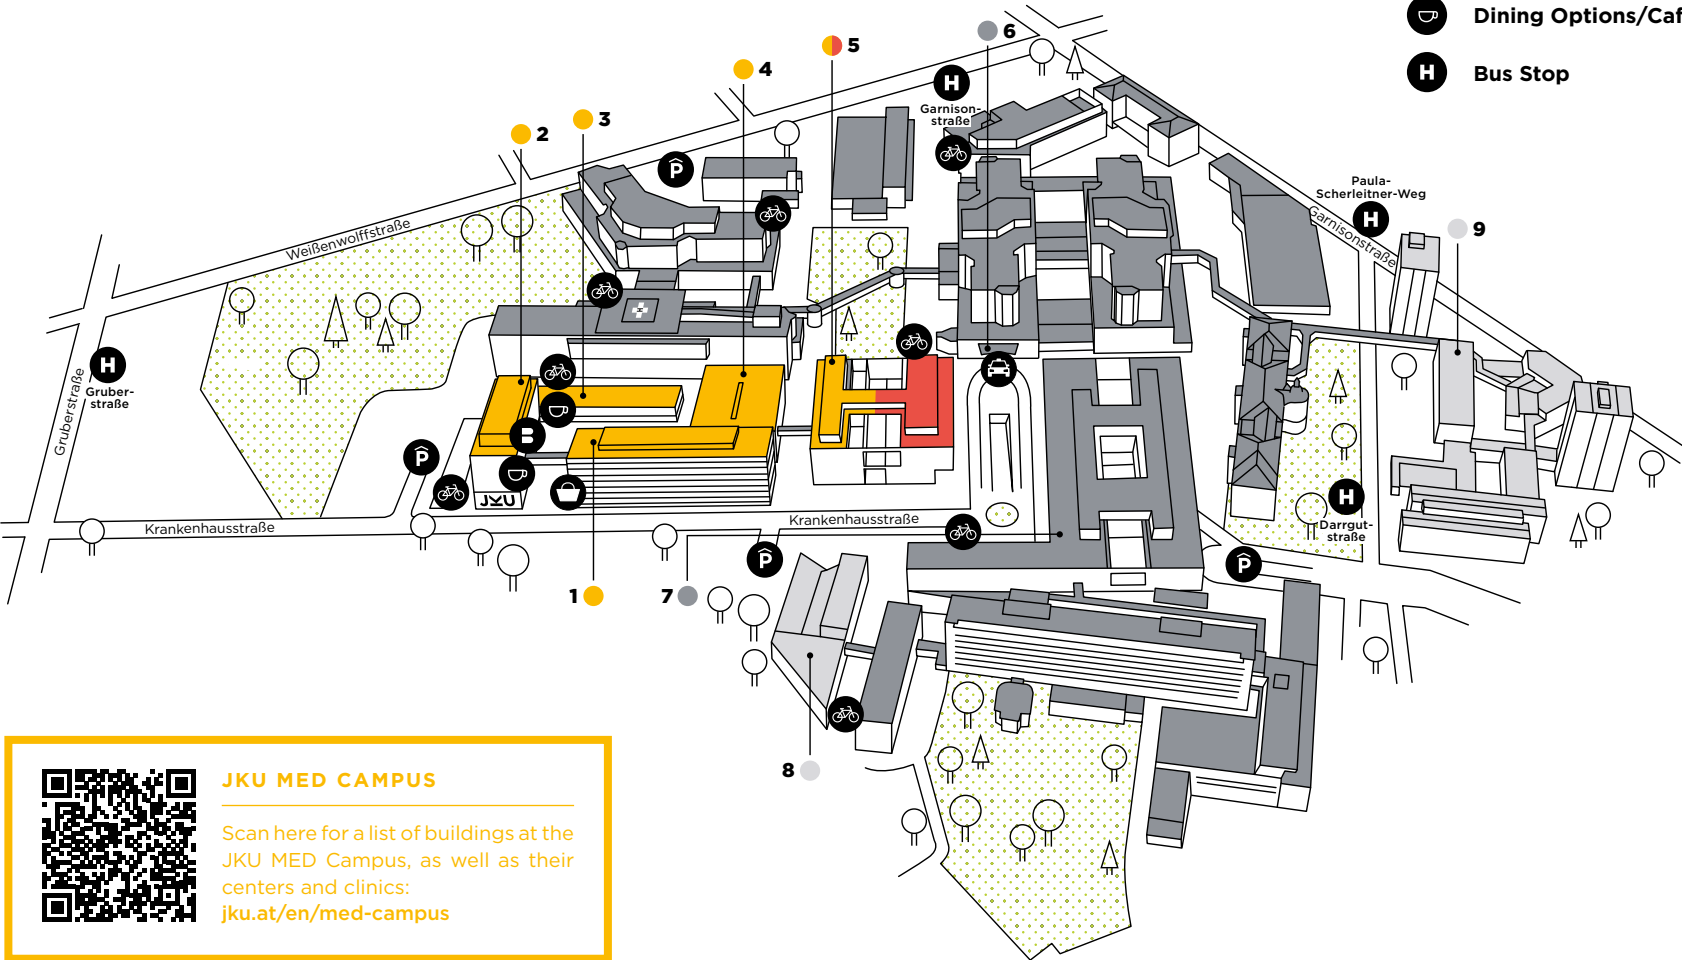 Dining Options/Caf
H
Bus Stop
6
5
4
3
2
H
Garnison-
straße
P
Paula-
Scherleitner-Weg
H
Garnisonstraße
9
Weißenwolffstraße
H
H
Gruber-
straße
Gruberstraße
B
P
JKU
H
Darrgut-
straße
Krankenhausstraße
Krankenhausstraße
P
P
1
7
8
JKU MED CAMPUS
Scan here for a list of buildings at the
JKU MED Campus, as well as their
centers and clinics:
jku.at/en/med-campus